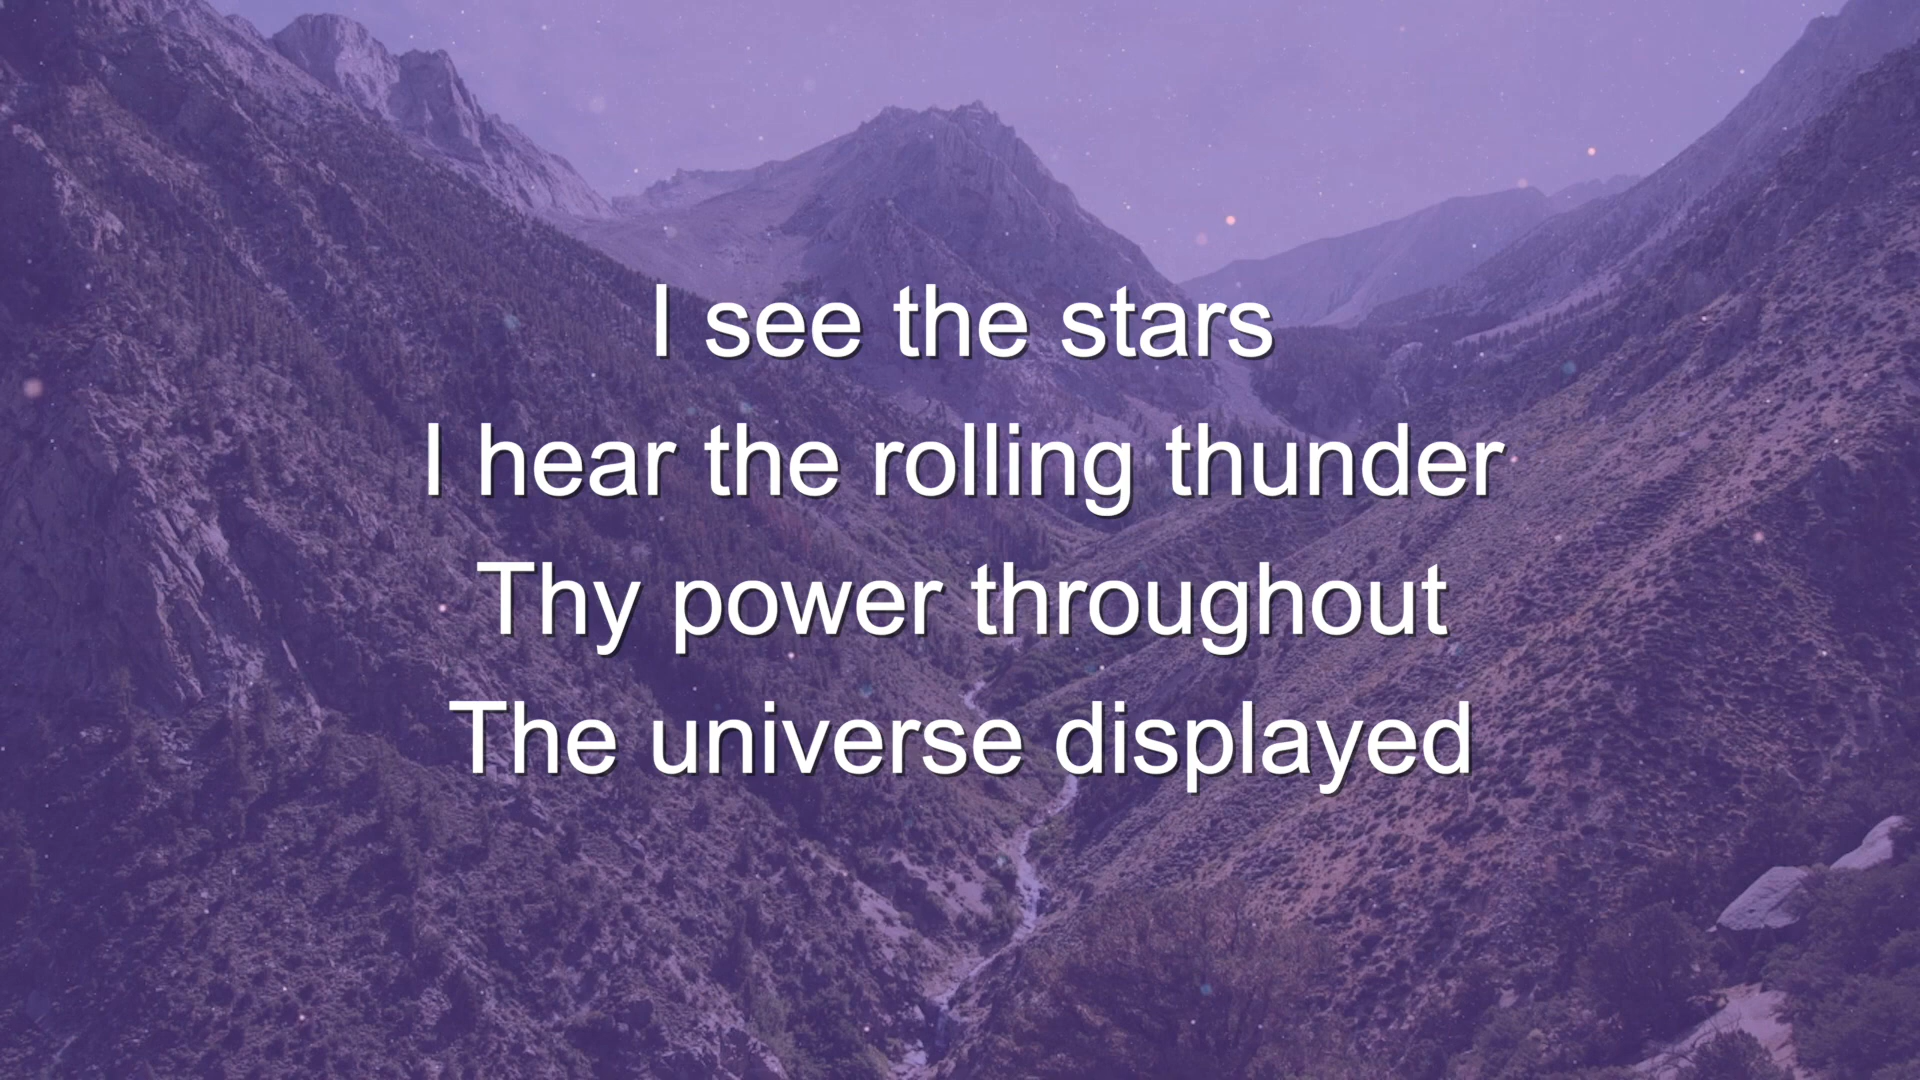 I see the stars
I hear the rolling thunder
Thy power throughout
The universe displayed